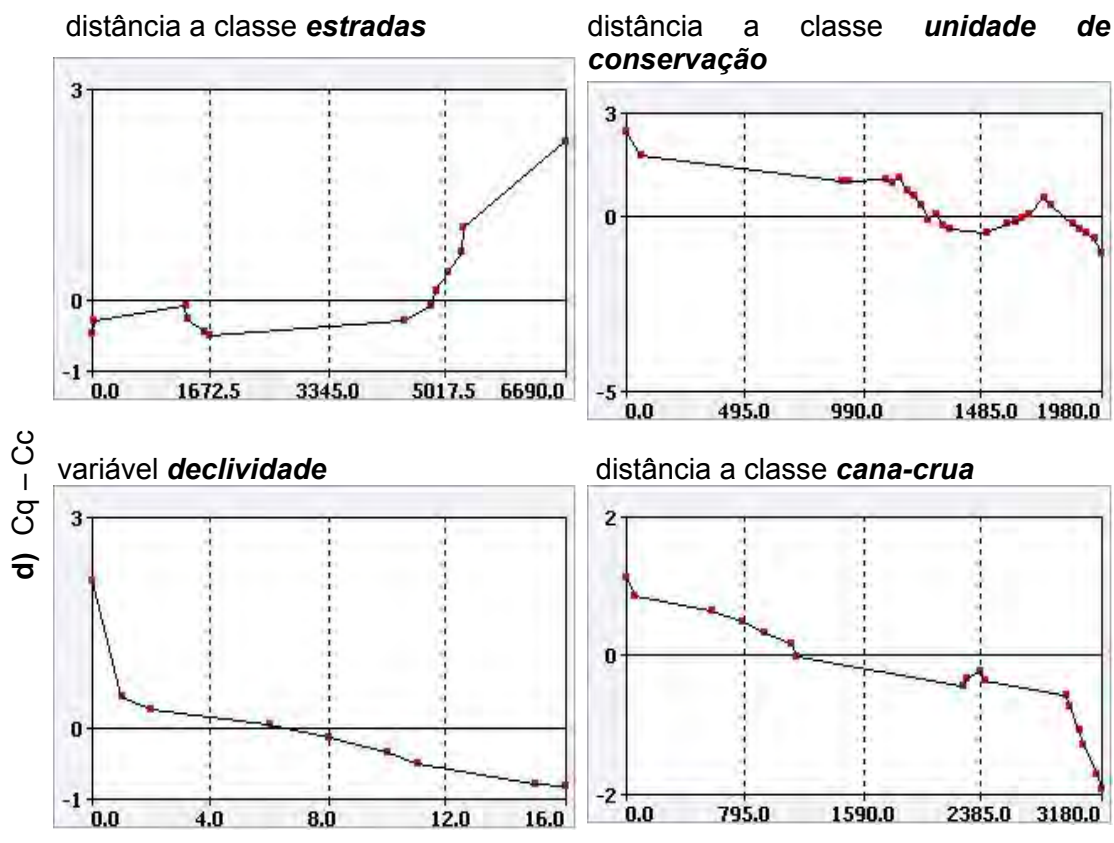 distância a classe estradas
3
0
-1
0.0 1672.5 3345.0 5017.5 6690.0
distância a classe unidade de
conservação
3
0
-5
0.0 495.0 990.0 1485.0 1980.0
d) Cq – Cc
variável declividade
3
0
-1
0.0 4.0 8.0 12.0 16.0
distância a classe cana-crua
2
0
-2
0.0 795.0 1590.0 2385.0 3180.0